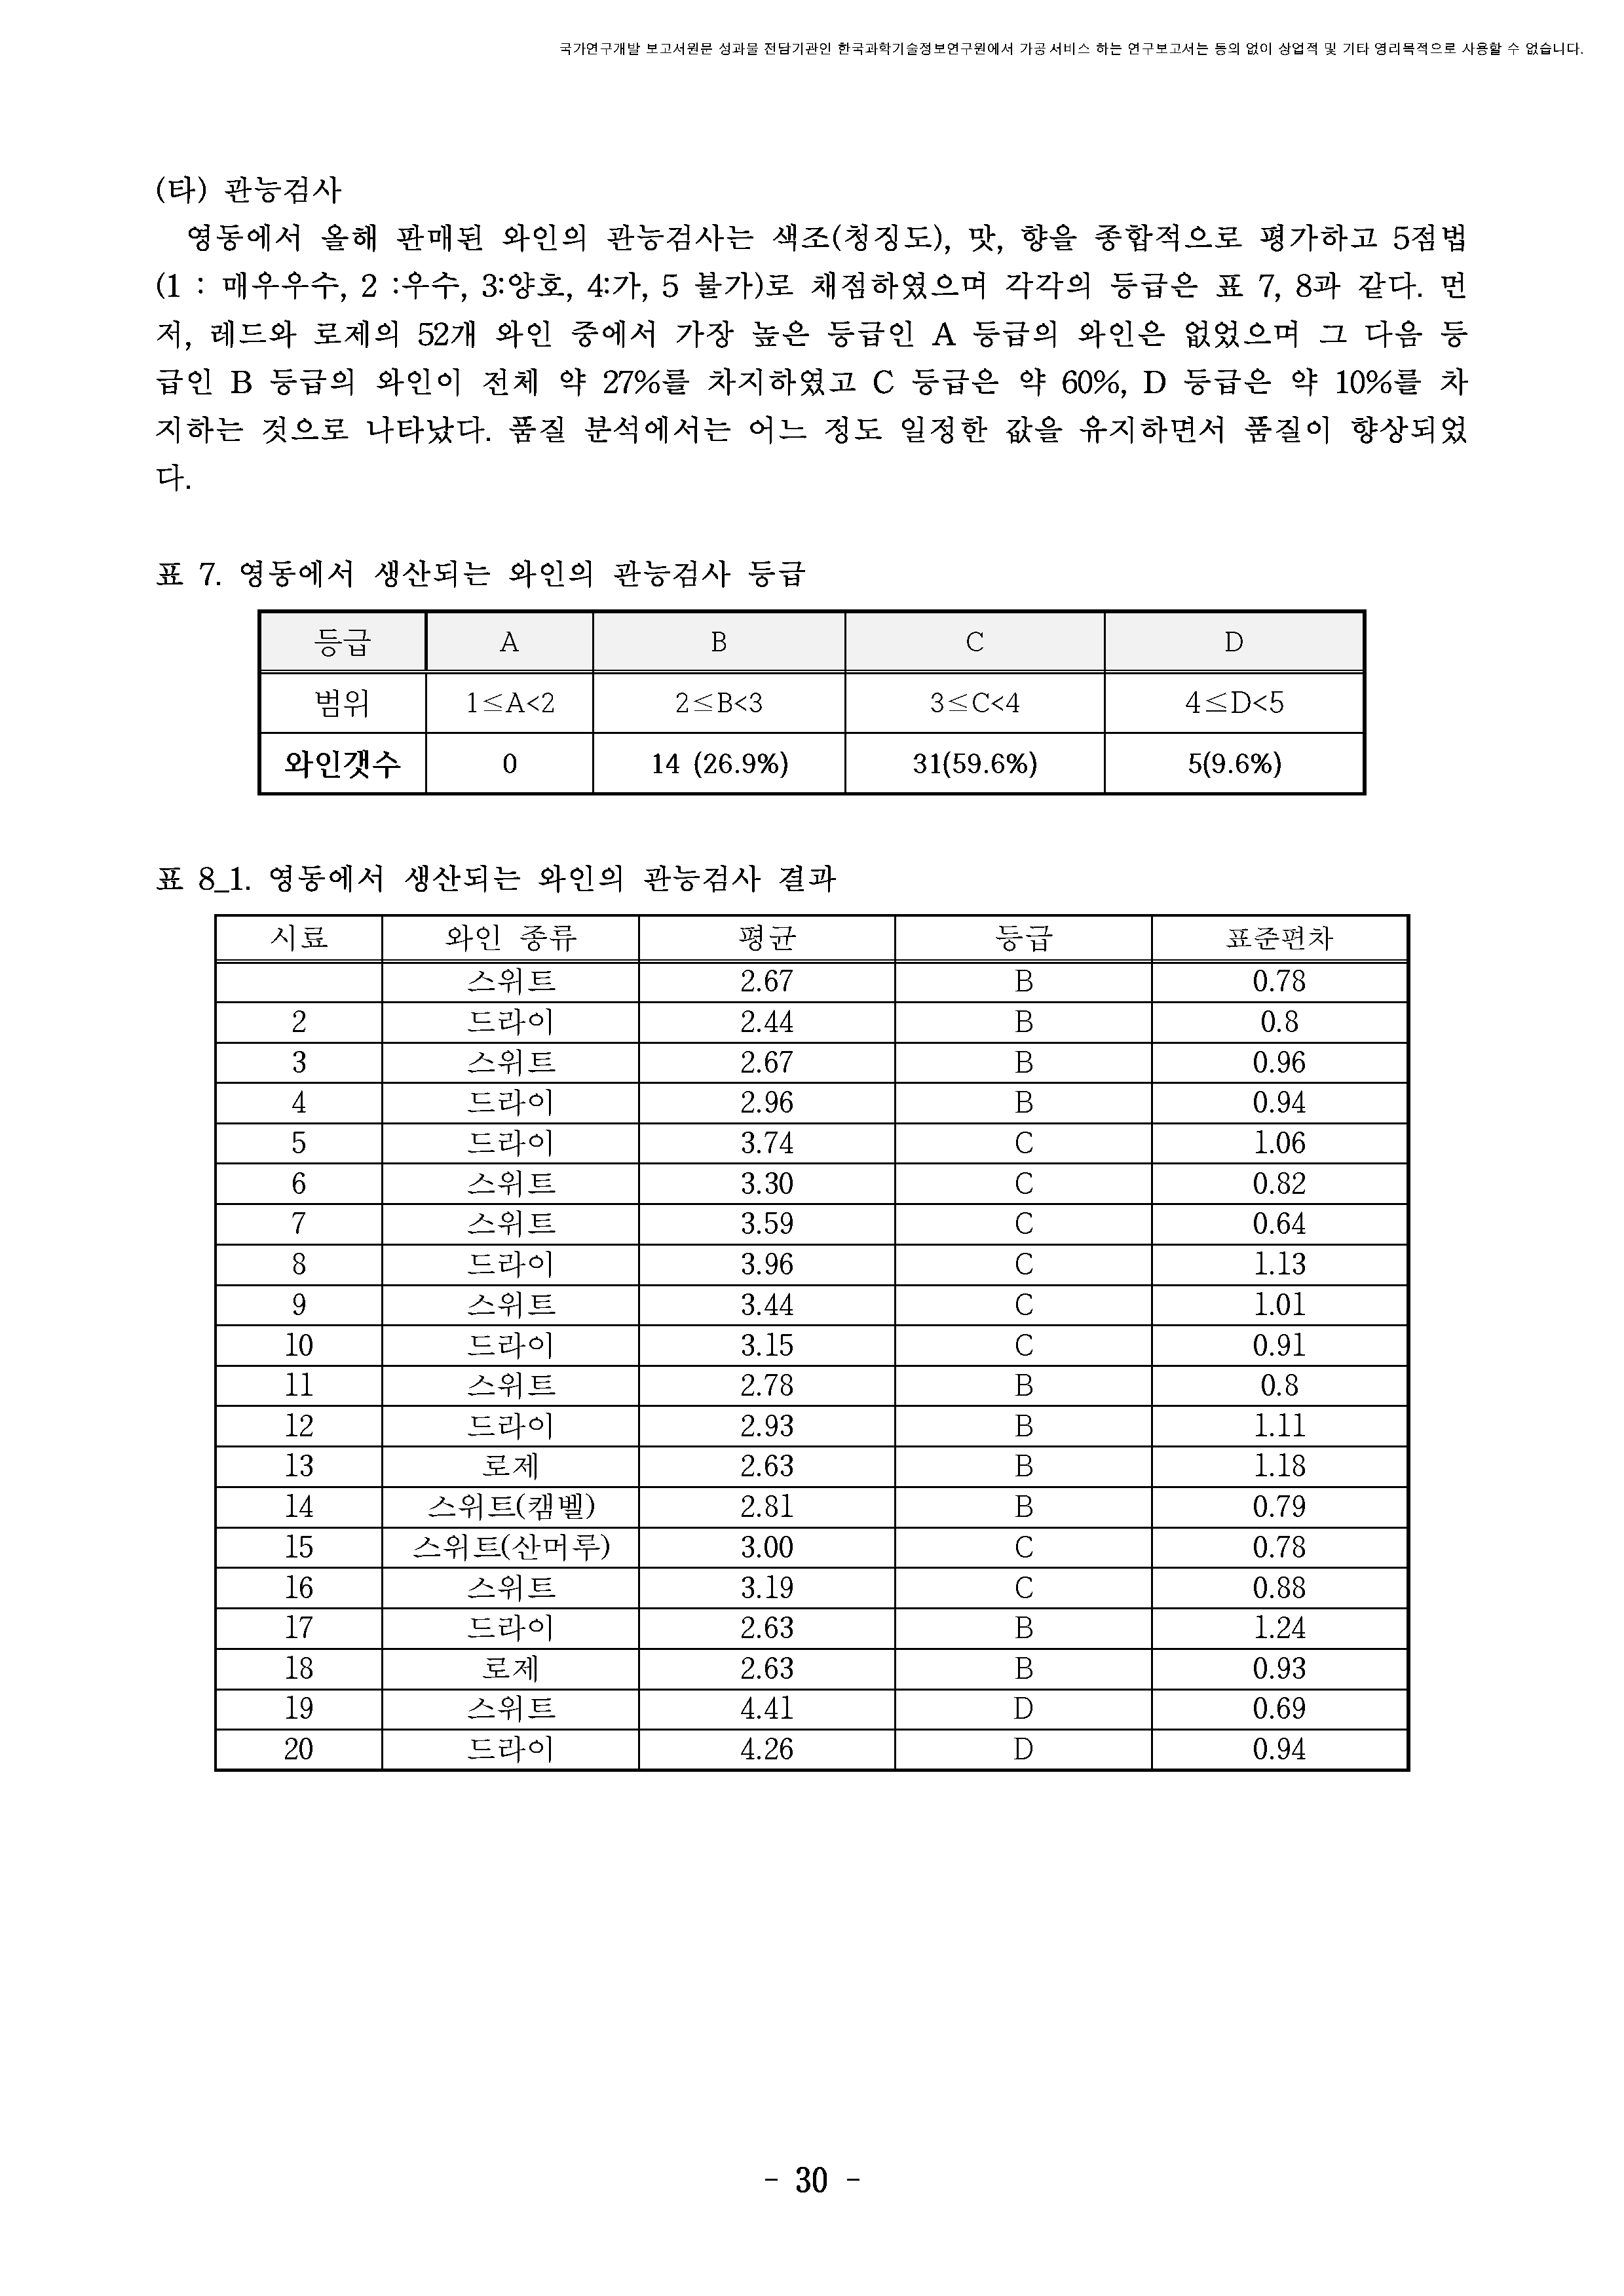 국가연구개발 보고서원문 성과물 전담기관인 한국과학기술정보연구원에서 가공·서비스 하는 연구보고서는 동의 없이 상업적 및 기타 영리목적으로 사용할 수 없습니다.
(타) 관능검사
영동에서 올해 판매된 와인의 관능검사는 색조(청징도), 맛, 향을 종합적으로 평가하고 5점법
(1 : 매우우수, 2 :우수, 3:양호, 4:가, 5 불가)로 채점하였으며 각각의 등급은 표 7, 8과 같다. 먼
저, 레드와 로제의 52개 와인 중에서 가장 높은 등급인 A 등급의 와인은 없었으며 그 다음 등
급인 B 등급의 와인이 전체 약 27%를 차지하였고 C 등급은 약 60%, D 등급은 약 10%를 차
지하는 것으로 나타났다. 품질 분석에서는 어느 정도 일정한 값을 유지하면서 품질이 향상되었
다.
표 7. 영동에서 생산되는 와인의 관능검사 등급
등급 A B C D
범위 1≤A<2 2≤B<3 3≤C<4 4≤D<5
와인갯수 0 14 (26.9%) 31(59.6%) 5(9.6%)
표 8_1. 영동에서 생산되는 와인의 관능검사 결과
시료 와인 종류 평균 등급 표준편차
스위트 2.67 B 0.78
2 드라이 2.44 B 0.8
3 스위트 2.67 B 0.96
4 드라이 2.96 B 0.94
5 드라이 3.74 C 1.06
6 스위트 3.30 C 0.82
7 스위트 3.59 C 0.64
8 드라이 3.96 C 1.13
9 스위트 3.44 C 1.01
10 드라이 3.15 C 0.91
11 스위트 2.78 B 0.8
12 드라이 2.93 B 1.11
13 로제 2.63 B 1.18
14 스위트(캠벨) 2.81 B 0.79
15 스위트(산머루) 3.00 C 0.78
16 스위트 3.19 C 0.88
17 드라이 2.63 B 1.24
18 로제 2.63 B 0.93
19 스위트 4.41 D 0.69
20 드라이 4.26 D 0.94
- 30 -